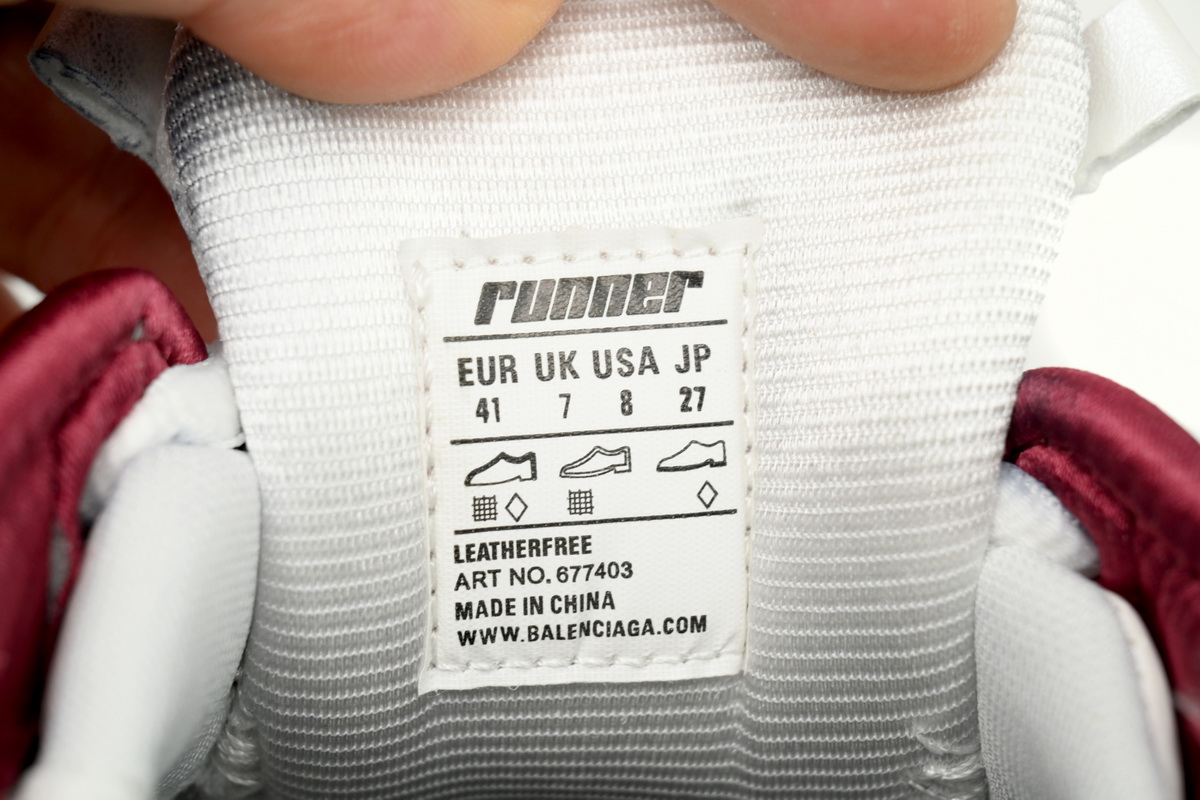 runner
EUR UK USA JP
41 7 8 27
LEATHERFREE
ART NO. 677403
MADE IN CHINA
WWW.BALENCIAGA.COM